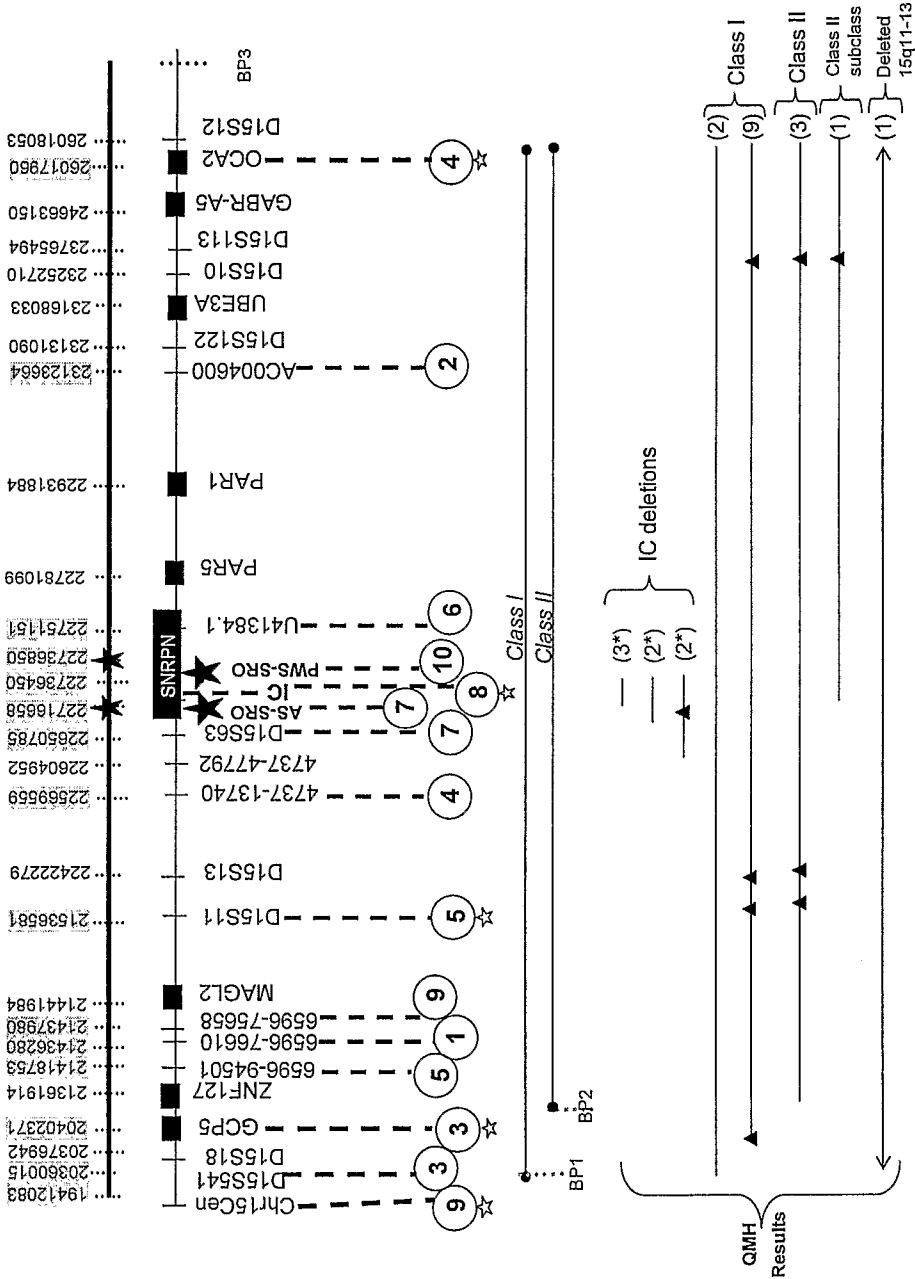 19412083
20360015
20376942
20402371
21361914
21418753
21436280
21437980
21441984
21536581
22422279
22569559
22604952
22650785
22716658
22736450
22736850
22751151
22781099
22931884
23123664
23131090
23168033
23252710
23765494
24663150
26017960
26018053
SNRPN
Chr15Cen
D15S541
D15S18
GCP5
ZNF127
6596-94501
6596-76610
6596-75658
MAGL2
D15S11
D15S13
4737-13740
4737-47792
D15S63
AS-SRO
IC
PWS-SRO
U41384.1
PAR5
PAR1
AC004600
D15S122
UBE3A
D15S10
D15S113
GABR-A5
OCA2
D15S12
BP3
9
3
3
5
1
9
5
4
7
7
8
10
6
2
4
Class I
Class II
BP1
BP2
(3*)
(2*)
(2*)
IC deletions
QMH
Results
(2)
(9)
Class I
(3)
Class II
(1)
Class II
subclass
(1)
Deleted
15q11-13